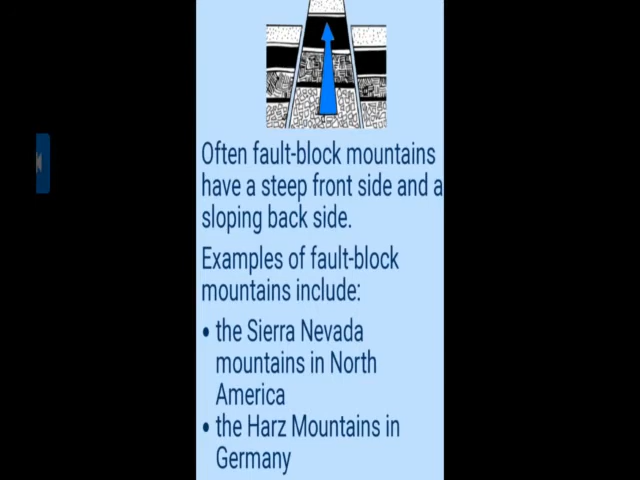 Often fault-block mountains
have a steep front side and a
sloping back side.
Examples of fault-block
mountains include:
• the Sierra Nevada
mountains in North
America
• the Harz Mountains in
Germany